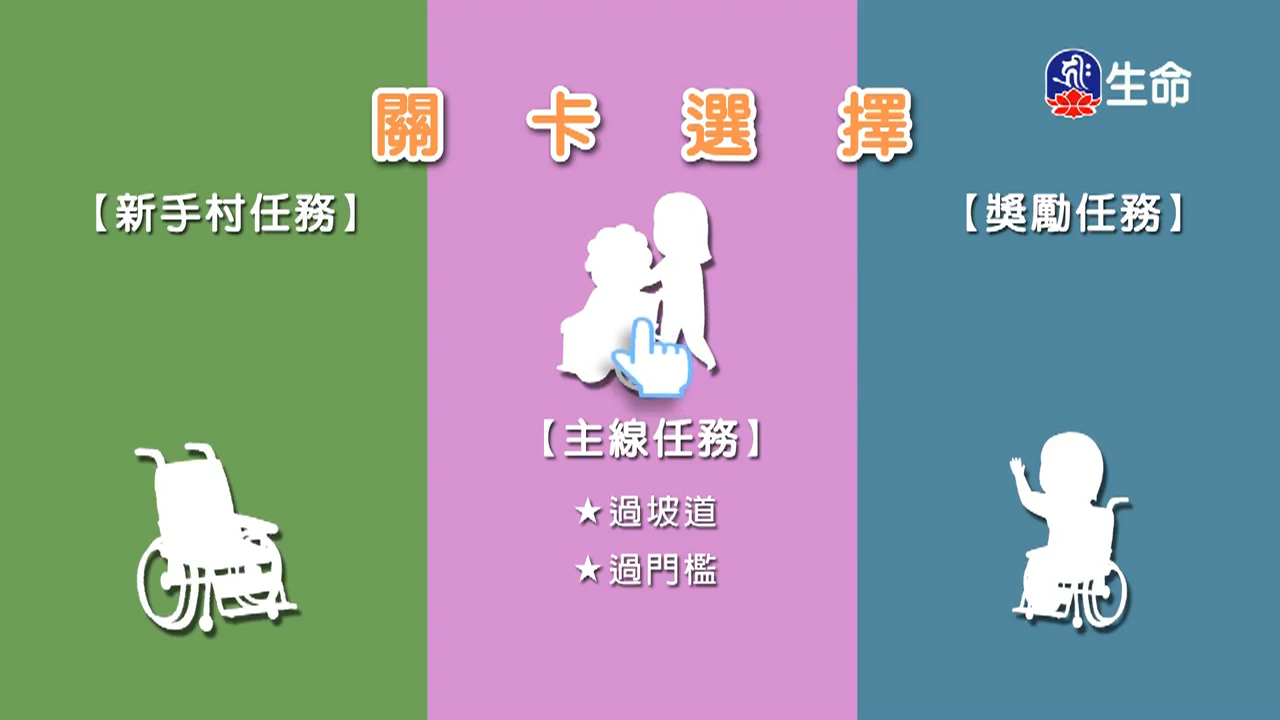 生命
關卡選擇
【新手村任務】
【獎勵任務】
【主線任務】
★過坡道
★過門檻